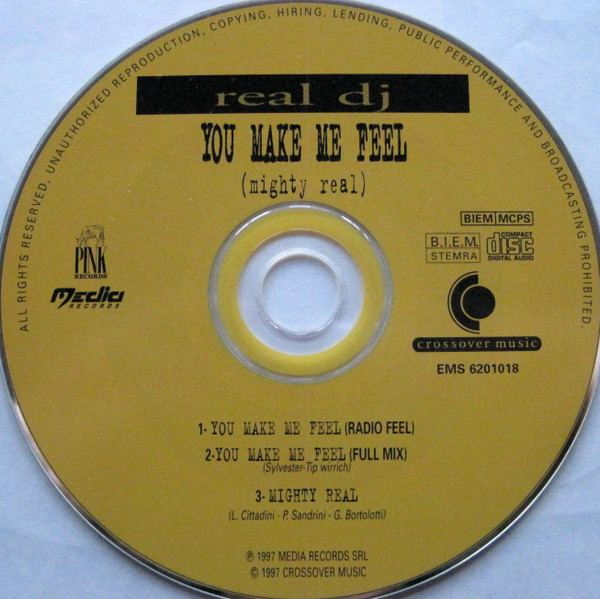 ALL RIGHTS RESERVED, UNAUTHORIZED REPRODUCTION, COPYING, HIRING, LENDING, PUBLIC PERFORMANCE AND BROADCASTING PROHIBITED.
real dj
YOU MAKE ME FEEL
(mighty real)
BIEM MCPS
B.I.E.M.
STEMRA
COMPACT
disc
DIGITAL AUDIO
PINK
RECORDS
Media
RECORDS
crossover music
EMS 6201018
1-YOU MAKE ME FEEL (RADIO FEEL)
2-YOU MAKE ME FEEL (FULL MIX)
(Sylvester-Tip wirrich)
3-MIGHTY REAL
(L. Cittadini - P. Sandrini - G. Bortolotti)
℗ 1997 MEDIA RECORDS SRL
© 1997 CROSSOVER MUSIC